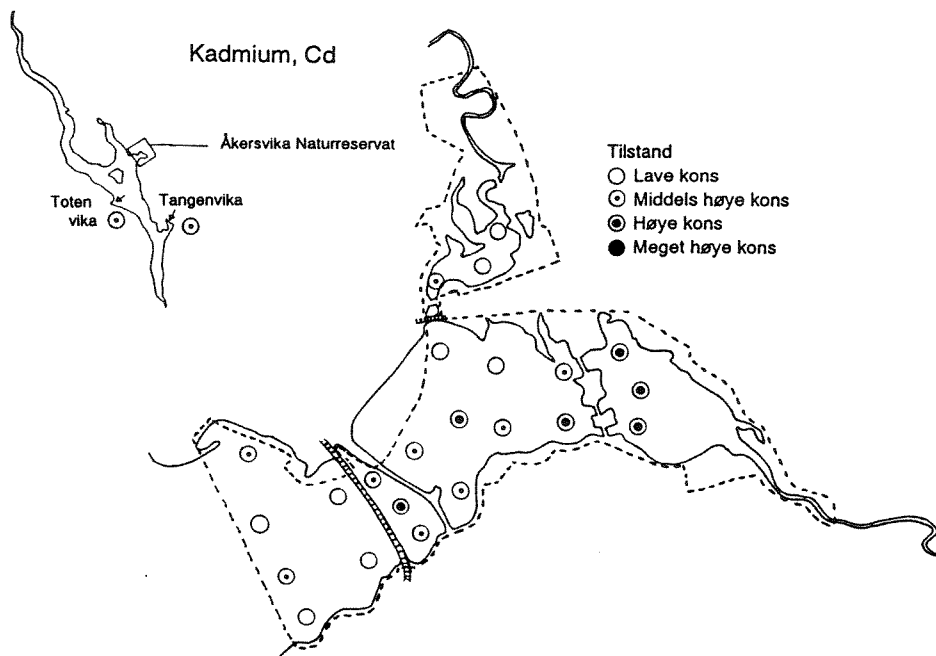 Kadmium, Cd
Åkersvika Naturreservat
Toten
vika
Tangenvika
Tilstand
Lave kons
Middels høye kons
Høye kons
Meget høye kons